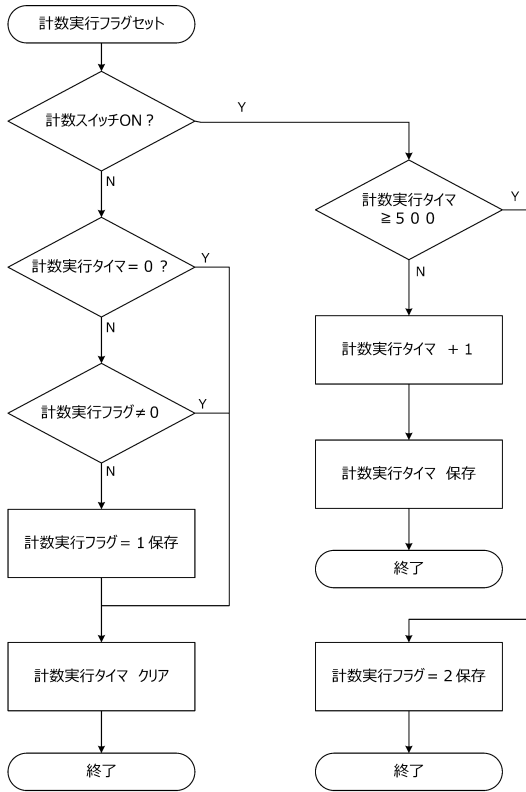 計数実行フラグセット
計数スイッチON？
Y
N
計数実行タイマ
≧５００
Y
N
計数実行タイマ＝０？
Y
N
計数実行タイマ ＋１
計数実行フラグ≠０
Y
N
計数実行タイマ 保存
計数実行フラグ＝１保存
終了
計数実行タイマ クリア
計数実行フラグ＝２保存
終了
終了